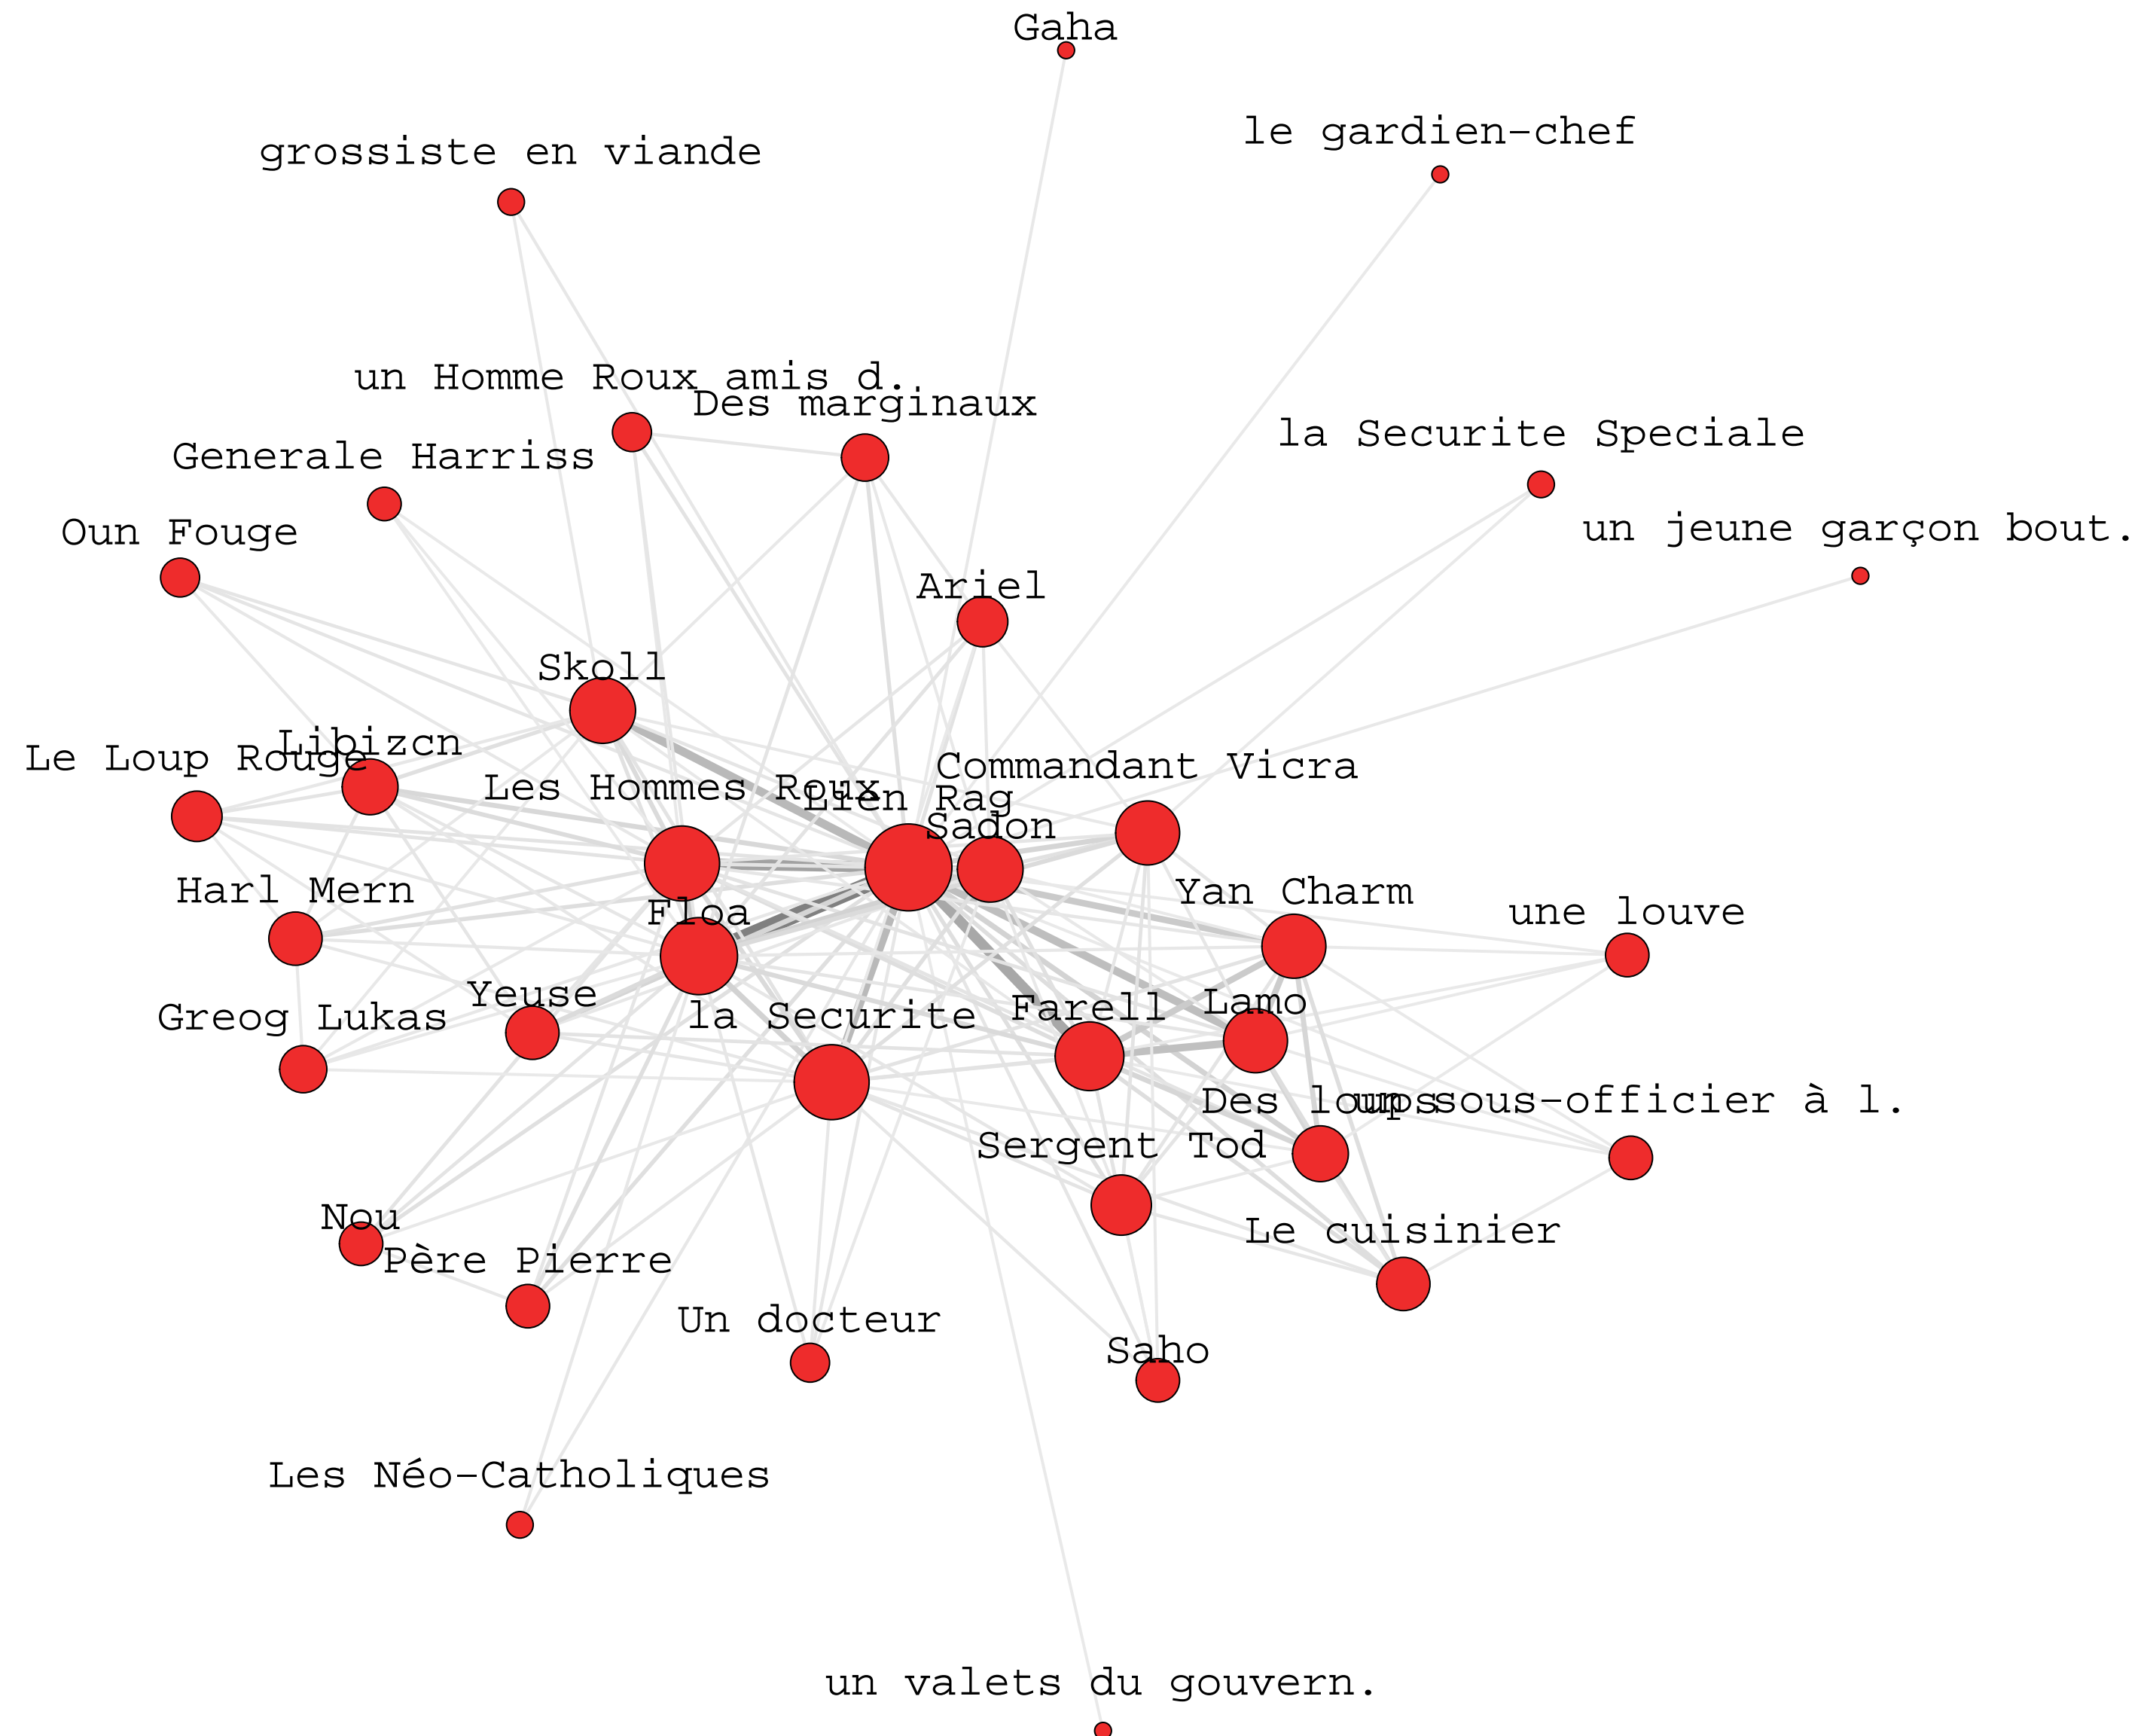 Gaha
le gardien-chef
grossiste en viande
un Homme Roux amis d.
Des marginaux
la Securite Speciale
Generale Harriss
un jeune garçon bout.
Oun Fouge
Ariel
Skoll
Libizcn
Le Loup Rouge
Commandant Vicra
Les Hommes Roux
Lien Rag
Sadon
Harl Mern
Yan Charm
Floa
une louve
Yeuse
Farell
Lamo
Greog Lukas
la Securite
Des loups
un sous-officier à l.
Sergent Tod
Nou
Le cuisinier
Père Pierre
Un docteur
Saho
Les Néo-Catholiques
un valets du gouvern.